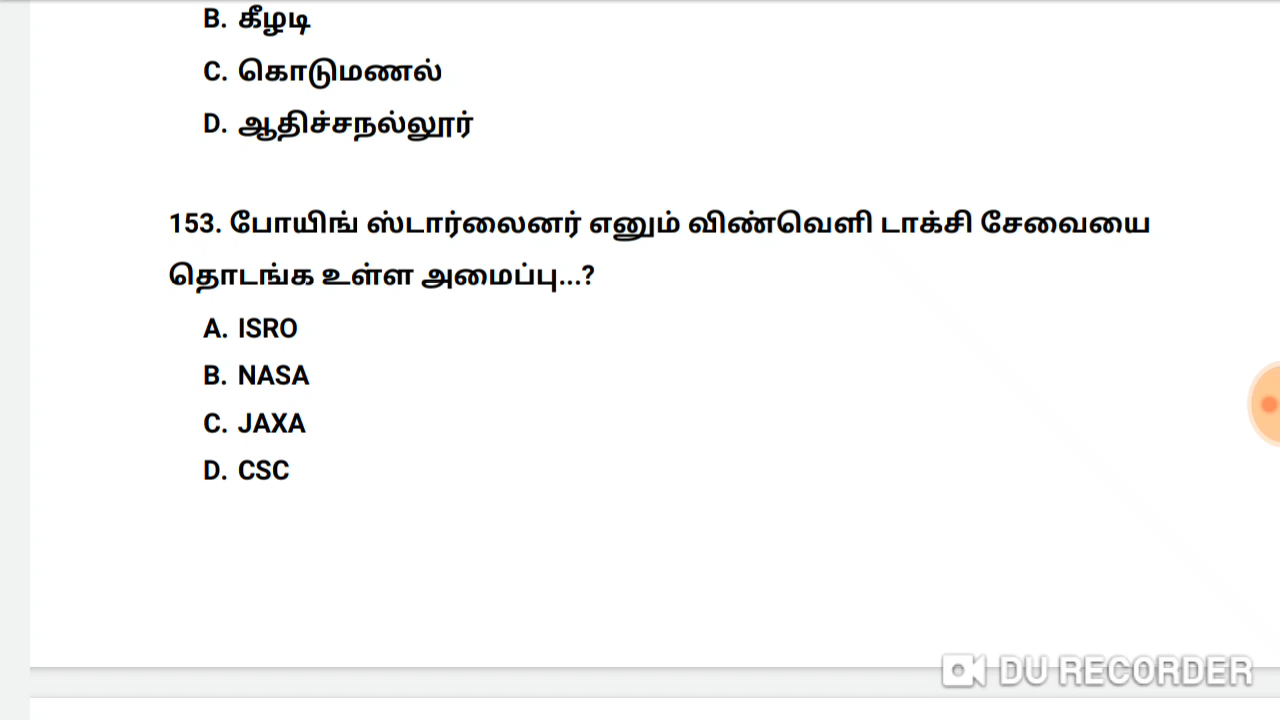 B. கீழடி
C. கொடுமணல்
D. ஆதிச்சநல்லூர்
153. போயிங் ஸ்டார்லைனர் எனும் விண்வெளி டாக்சி சேவையை
தொடங்க உள்ள அமைப்பு...?
A. ISRO
B. NASA
C. JAXA
D. CSC
DU RECORDER